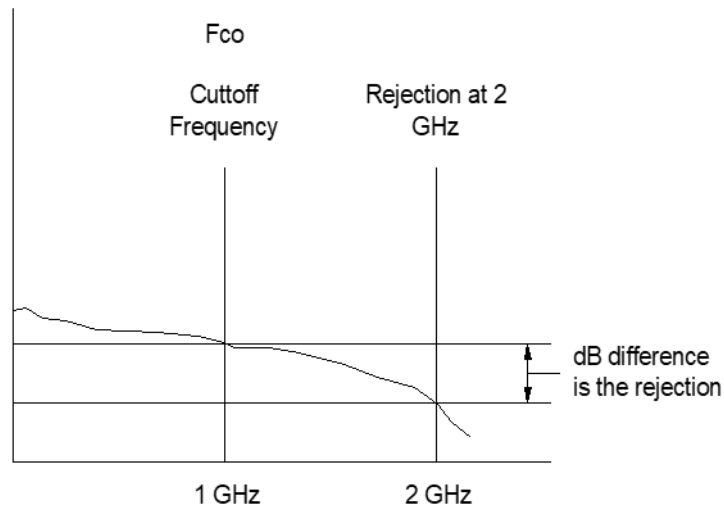 Fco
Cuttoff
Frequency
Rejection at 2
GHz
dB difference
is the rejection
1 GHz
2 GHz